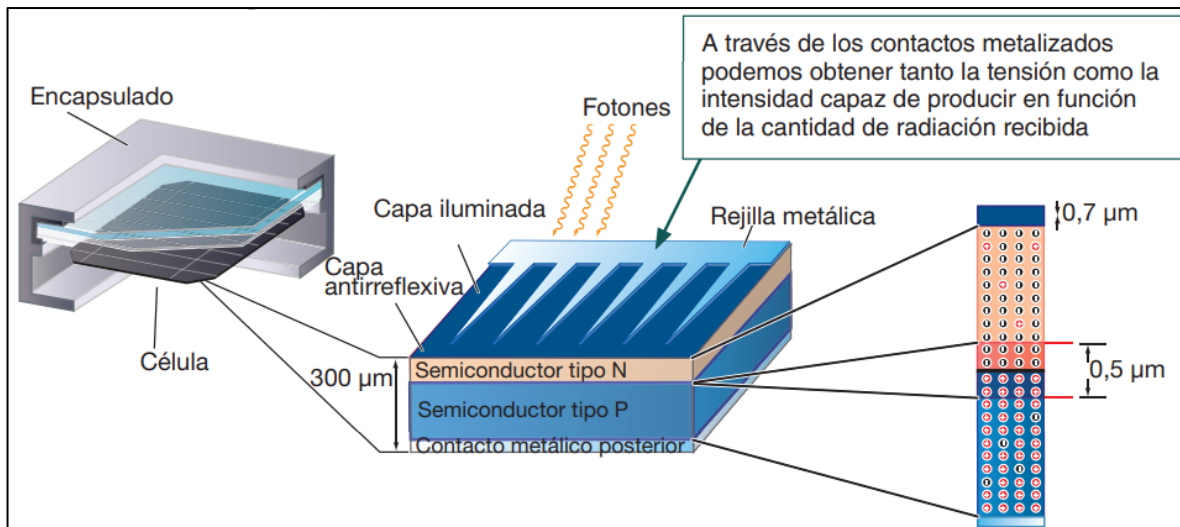 A través de los contactos metalizados
podemos obtener tanto la tensión como la
intensidad capaz de producir en función
de la cantidad de radiación recibida
Encapsulado
Fotones
Capa iluminada
Rejilla metálica
0,7 µm
Capa
antirreflexiva
Célula
300 µm
Semiconductor tipo N
0,5 µm
Semiconductor tipo P
Contacto metálico posterior